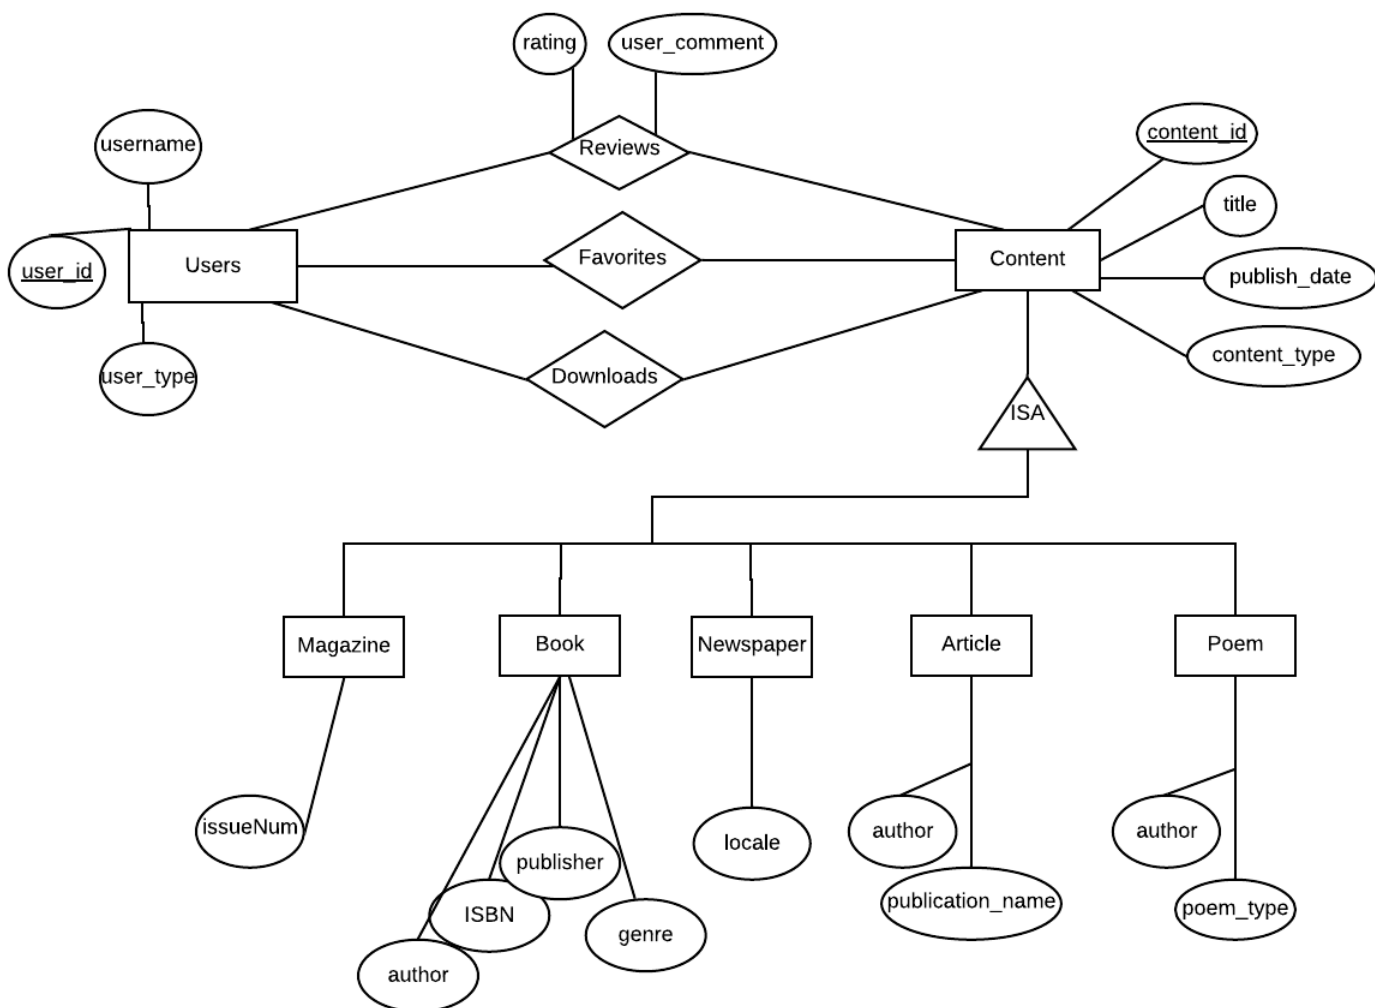 rating
user_comment
username
Reviews
content_id
title
user_id
Users
Favorites
Content
publish_date
content_type
user_type
Downloads
ISA
Magazine
Book
Newspaper
Article
Poem
issueNum
publisher
locale
author
author
ISBN
publication_name
poem_type
genre
author